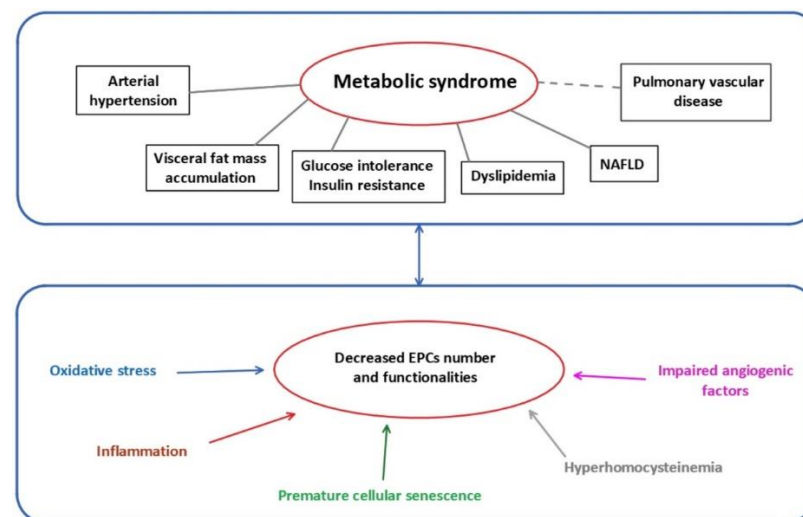 Metabolic syndrome
Arterial
hypertension
Pulmonary vascular
disease
Visceral fat mass
accumulation
Glucose intolerance
Insulin resistance
Dyslipidemia
NAFLD
Decreased EPCs number
and functionalities
Oxidative stress
Impaired angiogenic
factors
Inflammation
Hyperhomocysteinemia
Premature cellular senescence